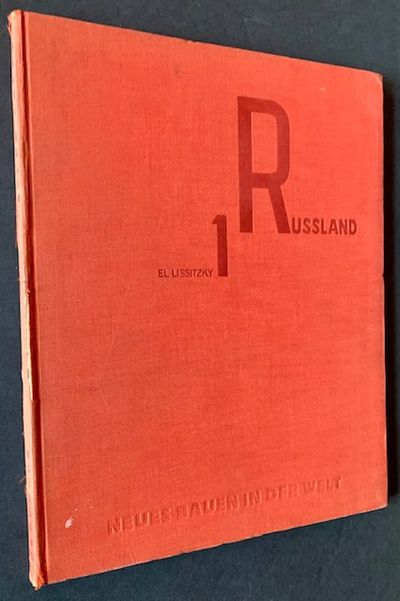 RUSSLAND
EL LISSITZKY 1
NEUES BAUEN IN DER WELT